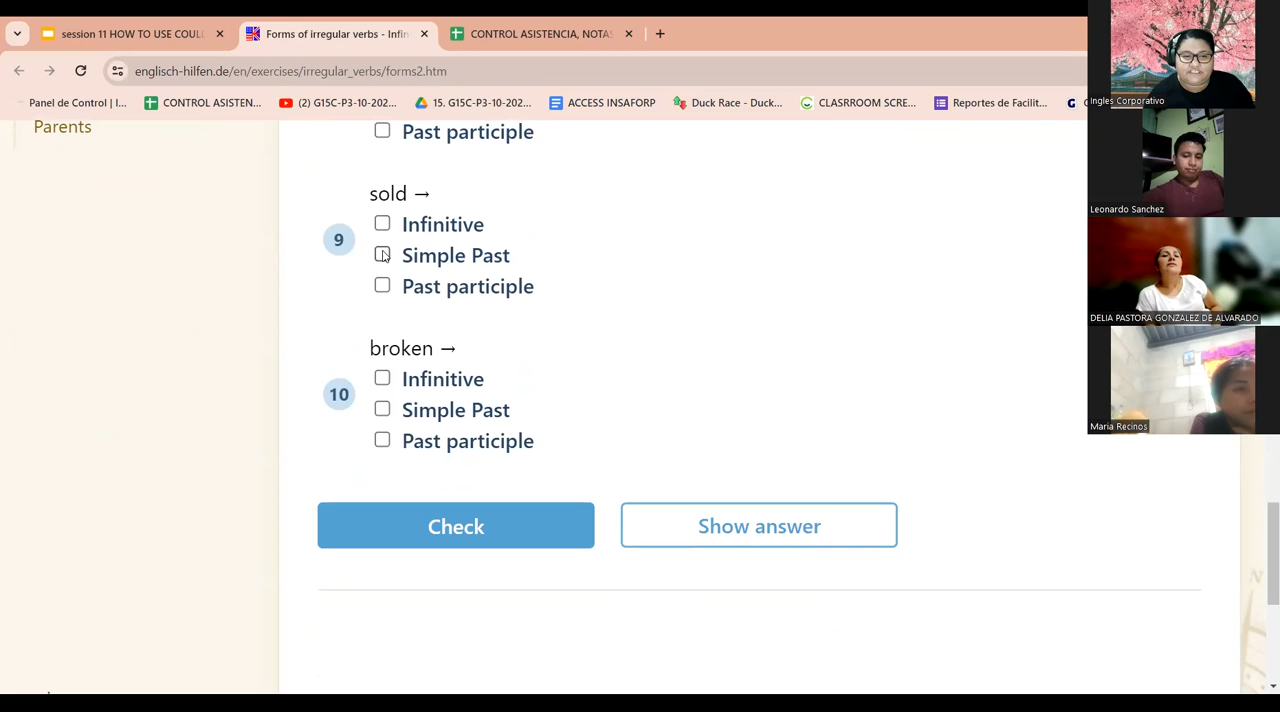 session 11 HOW TO USE COUL
Forms of irregular verbs - Infin
CONTROL ASISTENCIA, NOTAS
englisch-hilfen.de/en/exercises/irregular_verbs/forms2.htm
Panel de Control | I...
CONTROL ASISTEN...
(2) G15C-P3-10-202...
15. G15C-P3-10-202...
ACCESS INSAFORP
Duck Race - Duck...
CLASRROOM SCRE...
Reportes de Facilit...
Parents
Past participle
sold →
9
Infinitive
Simple Past
Past participle
broken →
10
Infinitive
Simple Past
Past participle
Check
Show answer
Ingles Corporativo
Leonardo Sanchez
DELIA PASTORA GONZALEZ DE ALVARADO
Maria Recinos